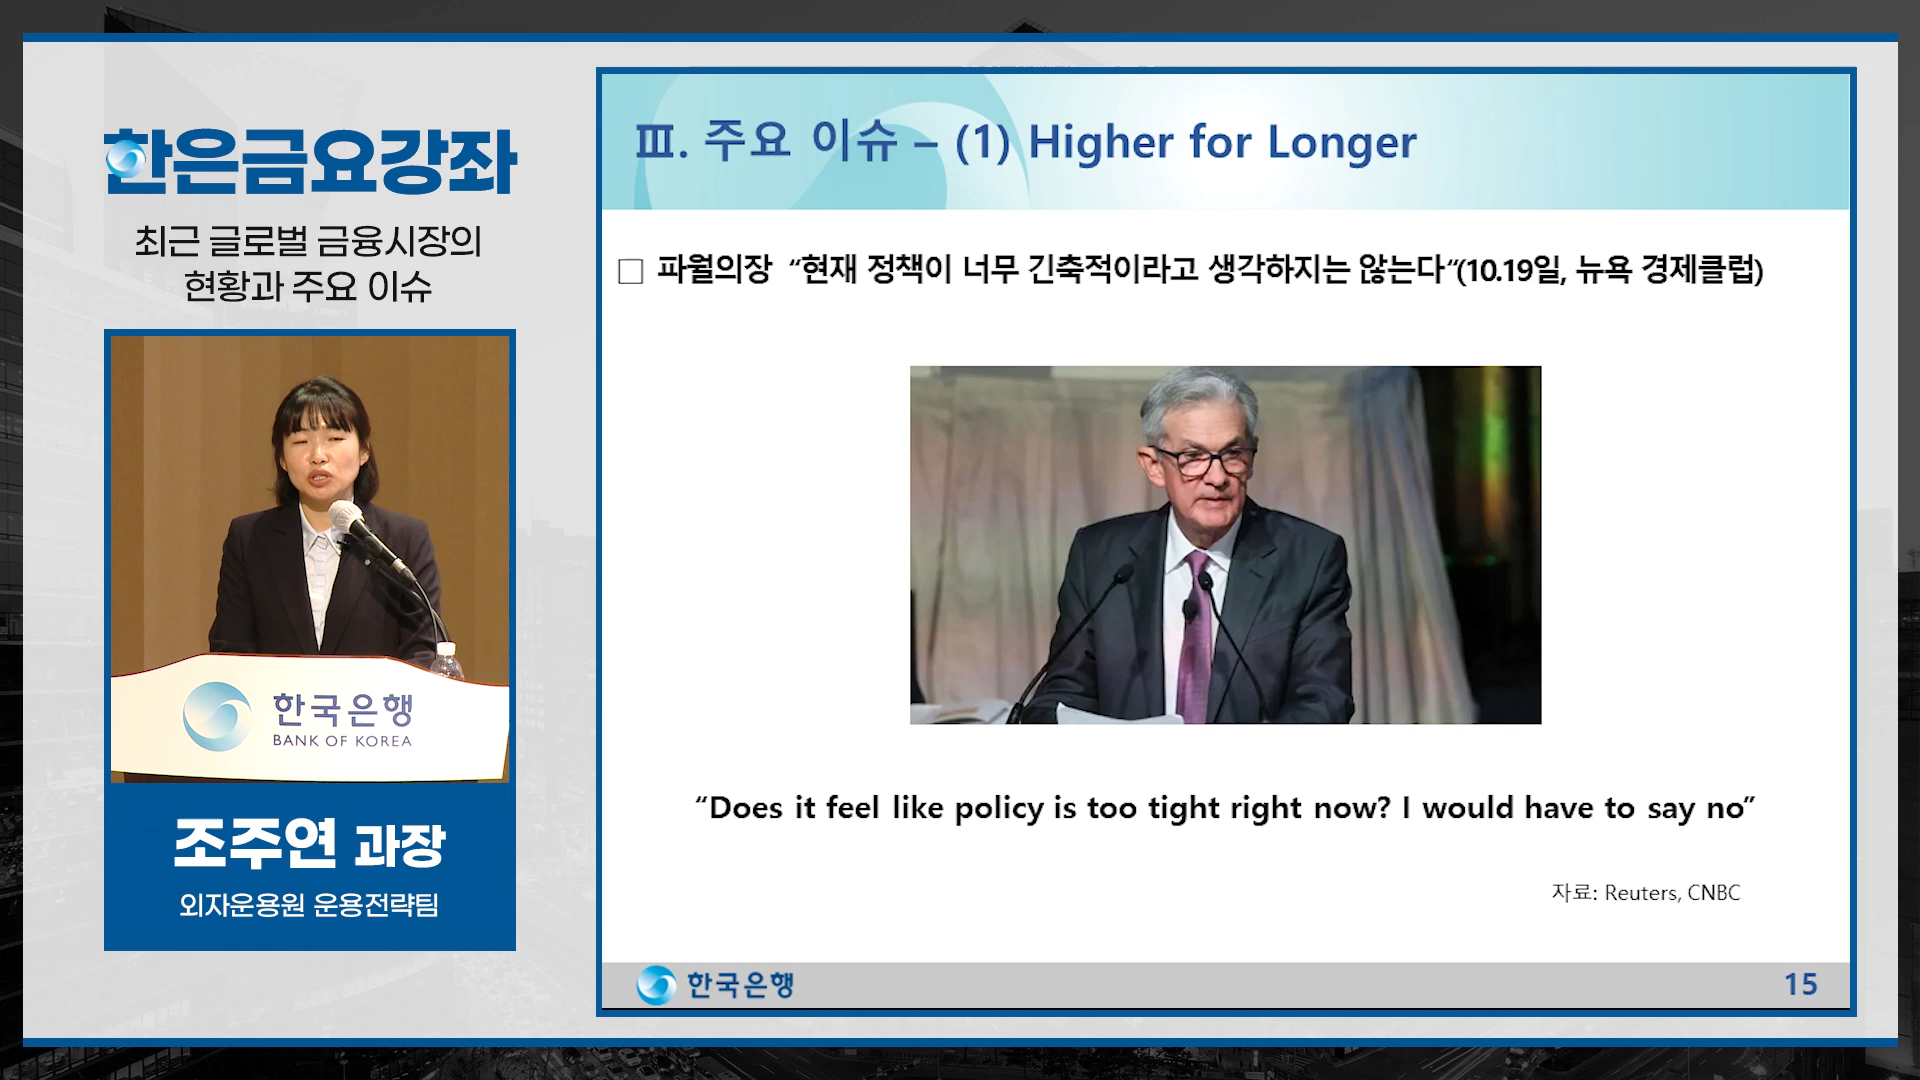 한은금요강좌
최근 글로벌 금융시장의
현황과 주요 이슈
한국은행
BANK OF KOREA
조주연 과장
외자운용원 운용전략팀
Ⅲ. 주요 이슈 – (1) Higher for Longer
□ 파월의장 “현재 정책이 너무 긴축적이라고 생각하지는 않는다“(10.19일, 뉴욕 경제클럽)
“Does it feel like policy is too tight right now? I would have to say no”
자료: Reuters, CNBC
한국은행
15